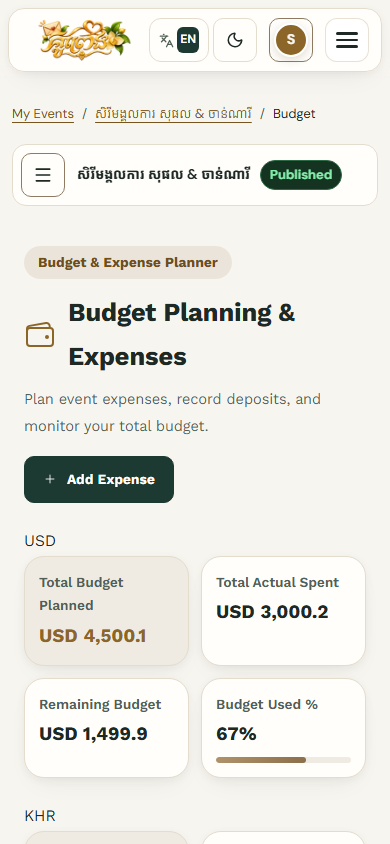 EN
S
My Events / សិរីមង្គលការ សុផល & ចាន់ណារី / Budget
សិរីមង្គលការ សុផល & ចាន់ណារី Published
Budget & Expense Planner
Budget Planning &
Expenses
Plan event expenses, record deposits, and
monitor your total budget.
+ Add Expense
USD
Total Budget
Planned
USD 4,500.1
Total Actual Spent
USD 3,000.2
Remaining Budget
USD 1,499.9
Budget Used %
67%
KHR